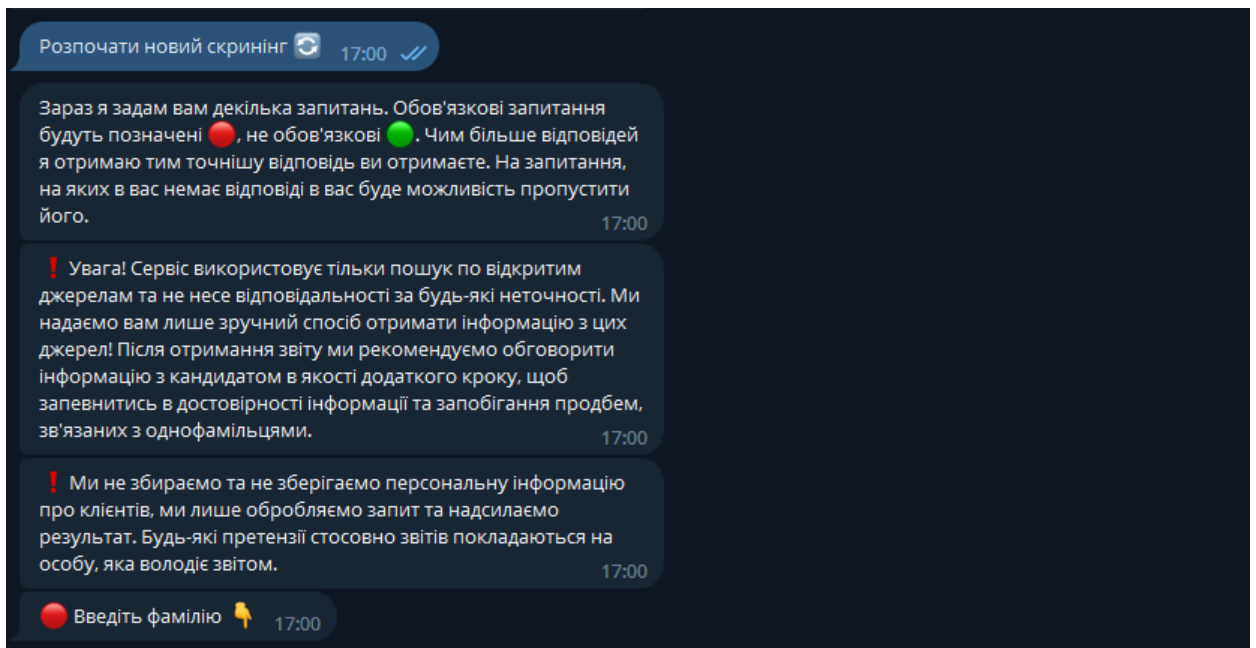 Розпочати новий скринінг 🔄 17:00
Зараз я задам вам декілька запитань. Обов'язкові запитання
будуть позначені 🔴, не обов'язкові 🟢. Чим більше відповідей
я отримаю тим точнішу відповідь ви отримаєте. На запитання,
на яких в вас немає відповіді в вас буде можливість пропустити
його. 17:00
❗ Увага! Сервіс використовує тільки пошук по відкритим
джерелам та не несе відповідальності за будь-які неточності. Ми
надаємо вам лише зручний спосіб отримати інформацію з цих
джерел! Після отримання звіту ми рекомендуємо обговорити
інформацію з кандидатом в якості додаткого кроку, щоб
запевнитись в достовірності інформації та запобігання продбем,
зв'язаних з однофамільцями. 17:00
❗ Ми не збираємо та не зберігаємо персональну інформацію
про клієнтів, ми лише обробляємо запит та надсилаємо
результат. Будь-які претензії стосовно звітів покладаються на
особу, яка володіє звітом. 17:00
🔴 Введіть фамілію 👇 17:00